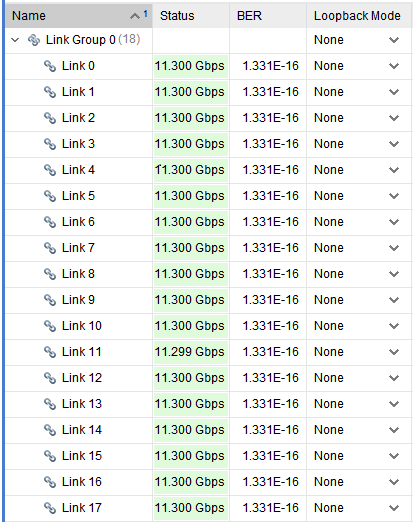 Name 1 Status BER Loopback Mode
Link Group 0 (18) None
Link 0 11.300 Gbps 1.331E-16 None
Link 1 11.300 Gbps 1.331E-16 None
Link 2 11.300 Gbps 1.331E-16 None
Link 3 11.300 Gbps 1.331E-16 None
Link 4 11.300 Gbps 1.331E-16 None
Link 5 11.300 Gbps 1.331E-16 None
Link 6 11.300 Gbps 1.331E-16 None
Link 7 11.300 Gbps 1.331E-16 None
Link 8 11.300 Gbps 1.331E-16 None
Link 9 11.300 Gbps 1.331E-16 None
Link 10 11.300 Gbps 1.331E-16 None
Link 11 11.299 Gbps 1.331E-16 None
Link 12 11.300 Gbps 1.331E-16 None
Link 13 11.300 Gbps 1.331E-16 None
Link 14 11.300 Gbps 1.331E-16 None
Link 15 11.300 Gbps 1.331E-16 None
Link 16 11.300 Gbps 1.331E-16 None
Link 17 11.300 Gbps 1.331E-16 None